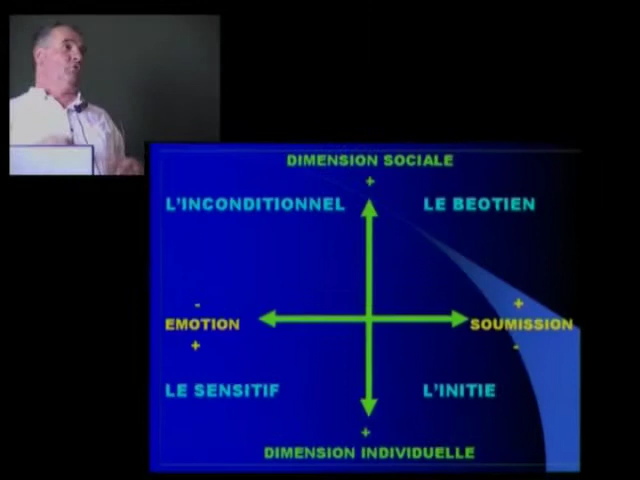 DIMENSION SOCIALE
+
L'INCONDITIONNEL LE BEOTIEN
- +
EMOTION SOUMISSION
+ -
LE SENSITIF L'INITIE
+
DIMENSION INDIVIDUELLE